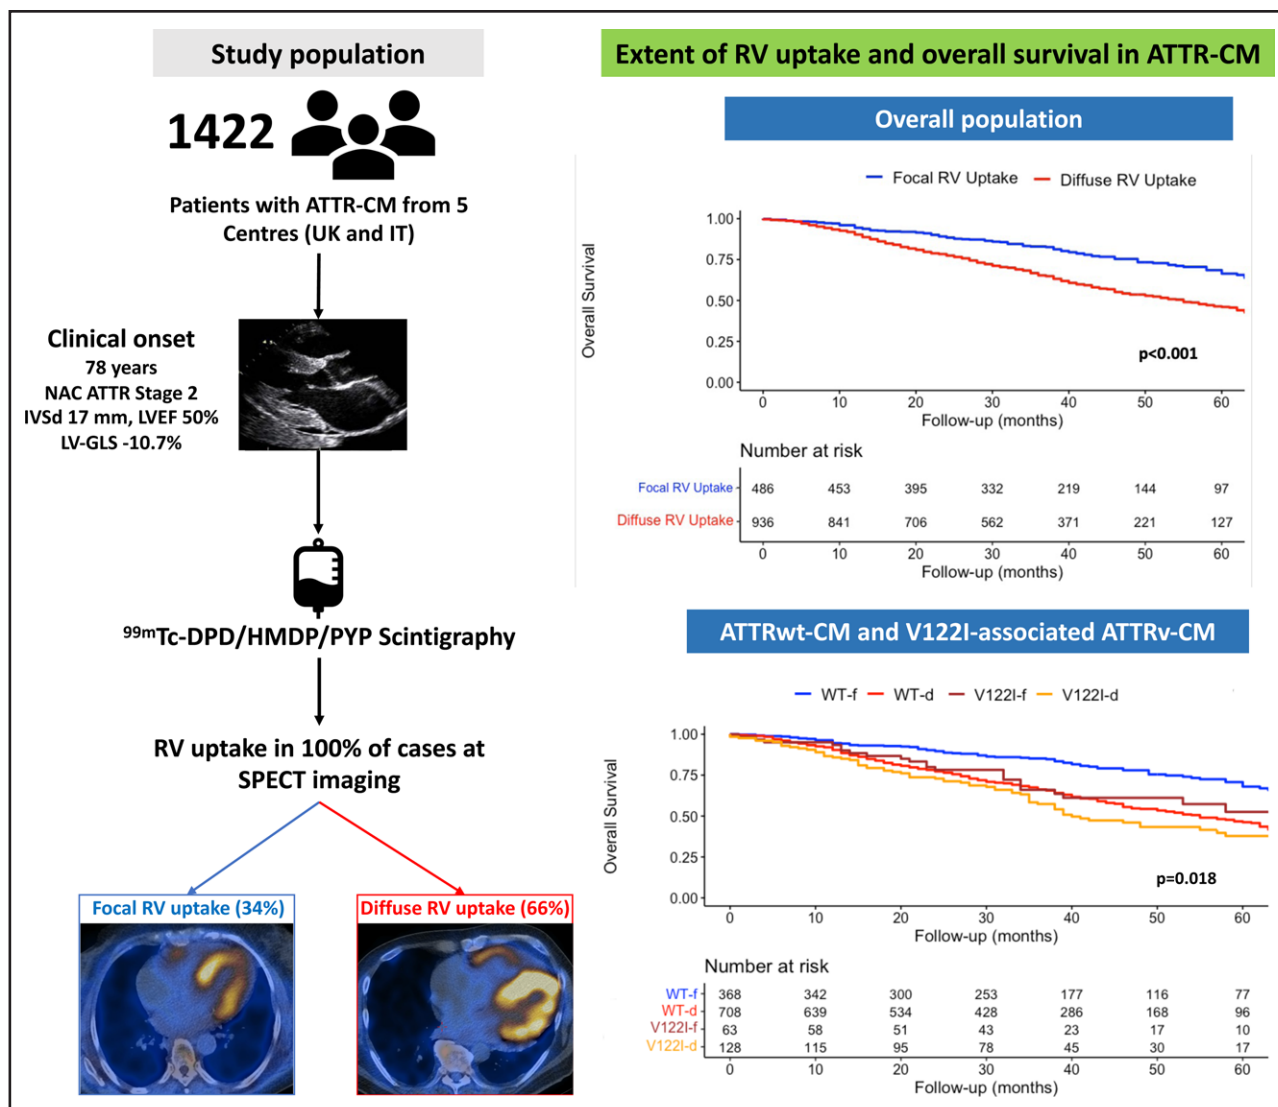 Study population
1422
Patients with ATTR-CM from 5
Centres (UK and IT)
Clinical onset
78 years
NAC ATTR Stage 2
IVSd 17 mm, LVEF 50%
LV-GLS -10.7%
99mTc-DPD/HMDP/PYP Scintigraphy
RV uptake in 100% of cases at
SPECT imaging
Focal RV uptake (34%)
Diffuse RV uptake (66%)
Extent of RV uptake and overall survival in ATTR-CM
Overall population
Focal RV Uptake Diffuse RV Uptake
Overall Survival
1.00
0.75
0.50
0.25
0.00
p<0.001
0 10 20 30 40 50 60
Follow-up (months)
Number at risk
Focal RV Uptake 486 453 395 332 219 144 97
Diffuse RV Uptake 936 841 706 562 371 221 127
0 10 20 30 40 50 60
Follow-up (months)
ATTRwt-CM and V122I-associated ATTRv-CM
WT-f WT-d V122I-f V122I-d
Overall Survival
1.00
0.75
0.50
0.25
0.00
p=0.018
0 10 20 30 40 50 60
Follow-up (months)
Number at risk
WT-f 368 342 300 253 177 116 77
WT-d 708 639 534 428 286 168 96
V122I-f 63 58 51 43 23 17 10
V122I-d 128 115 95 78 45 30 17
0 10 20 30 40 50 60
Follow-up (months)